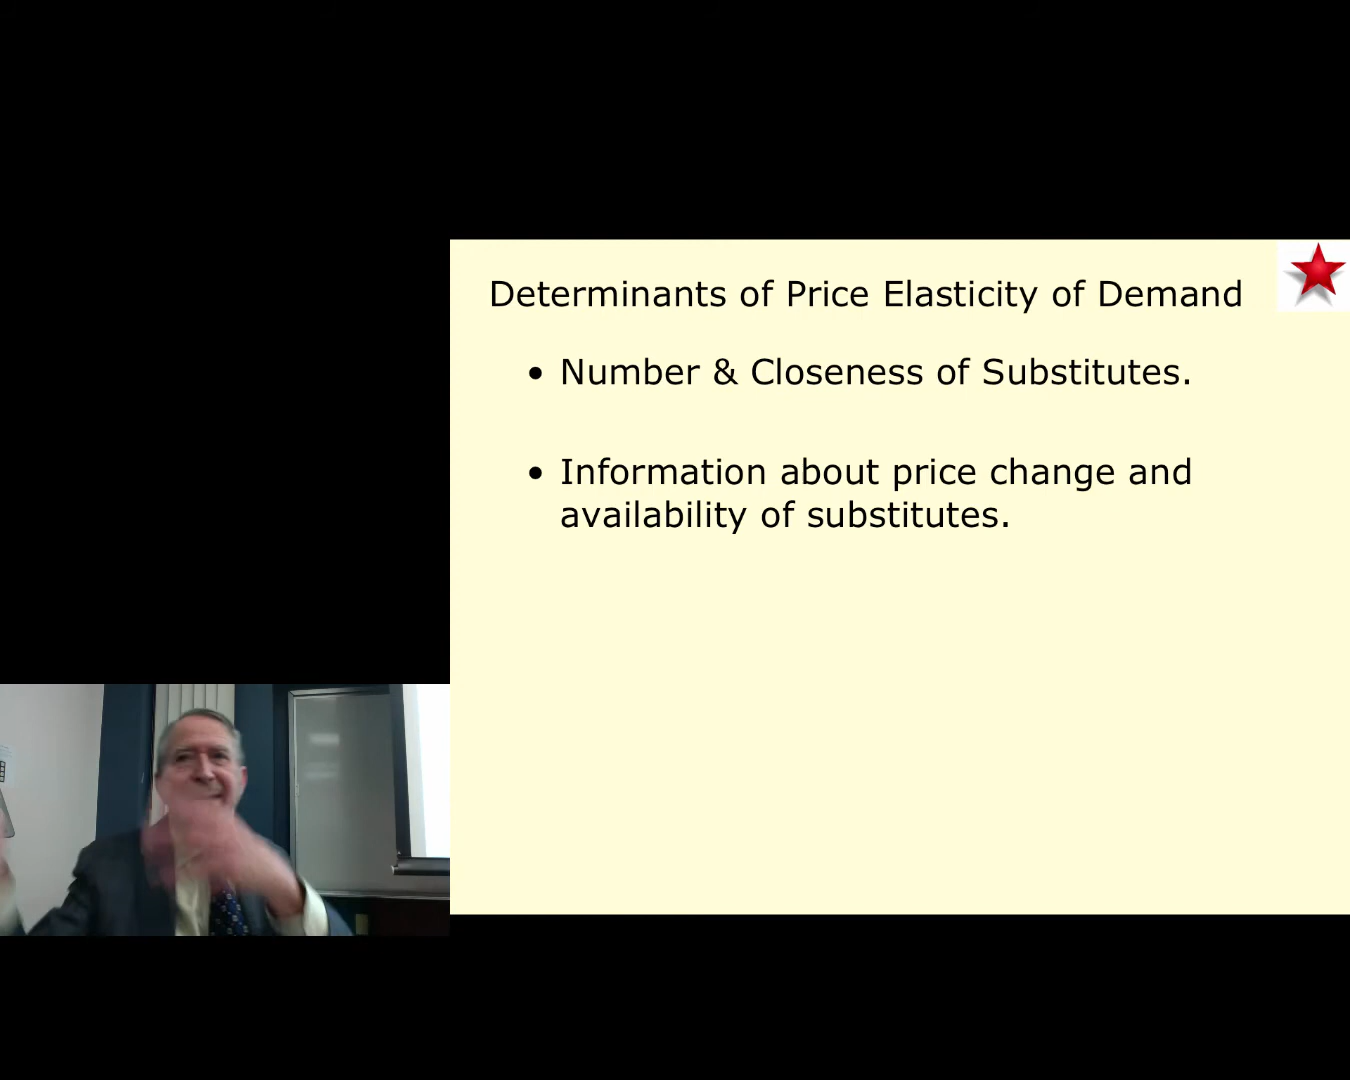 Determinants of Price Elasticity of Demand
• Number & Closeness of Substitutes.
• Information about price change and
availability of substitutes.